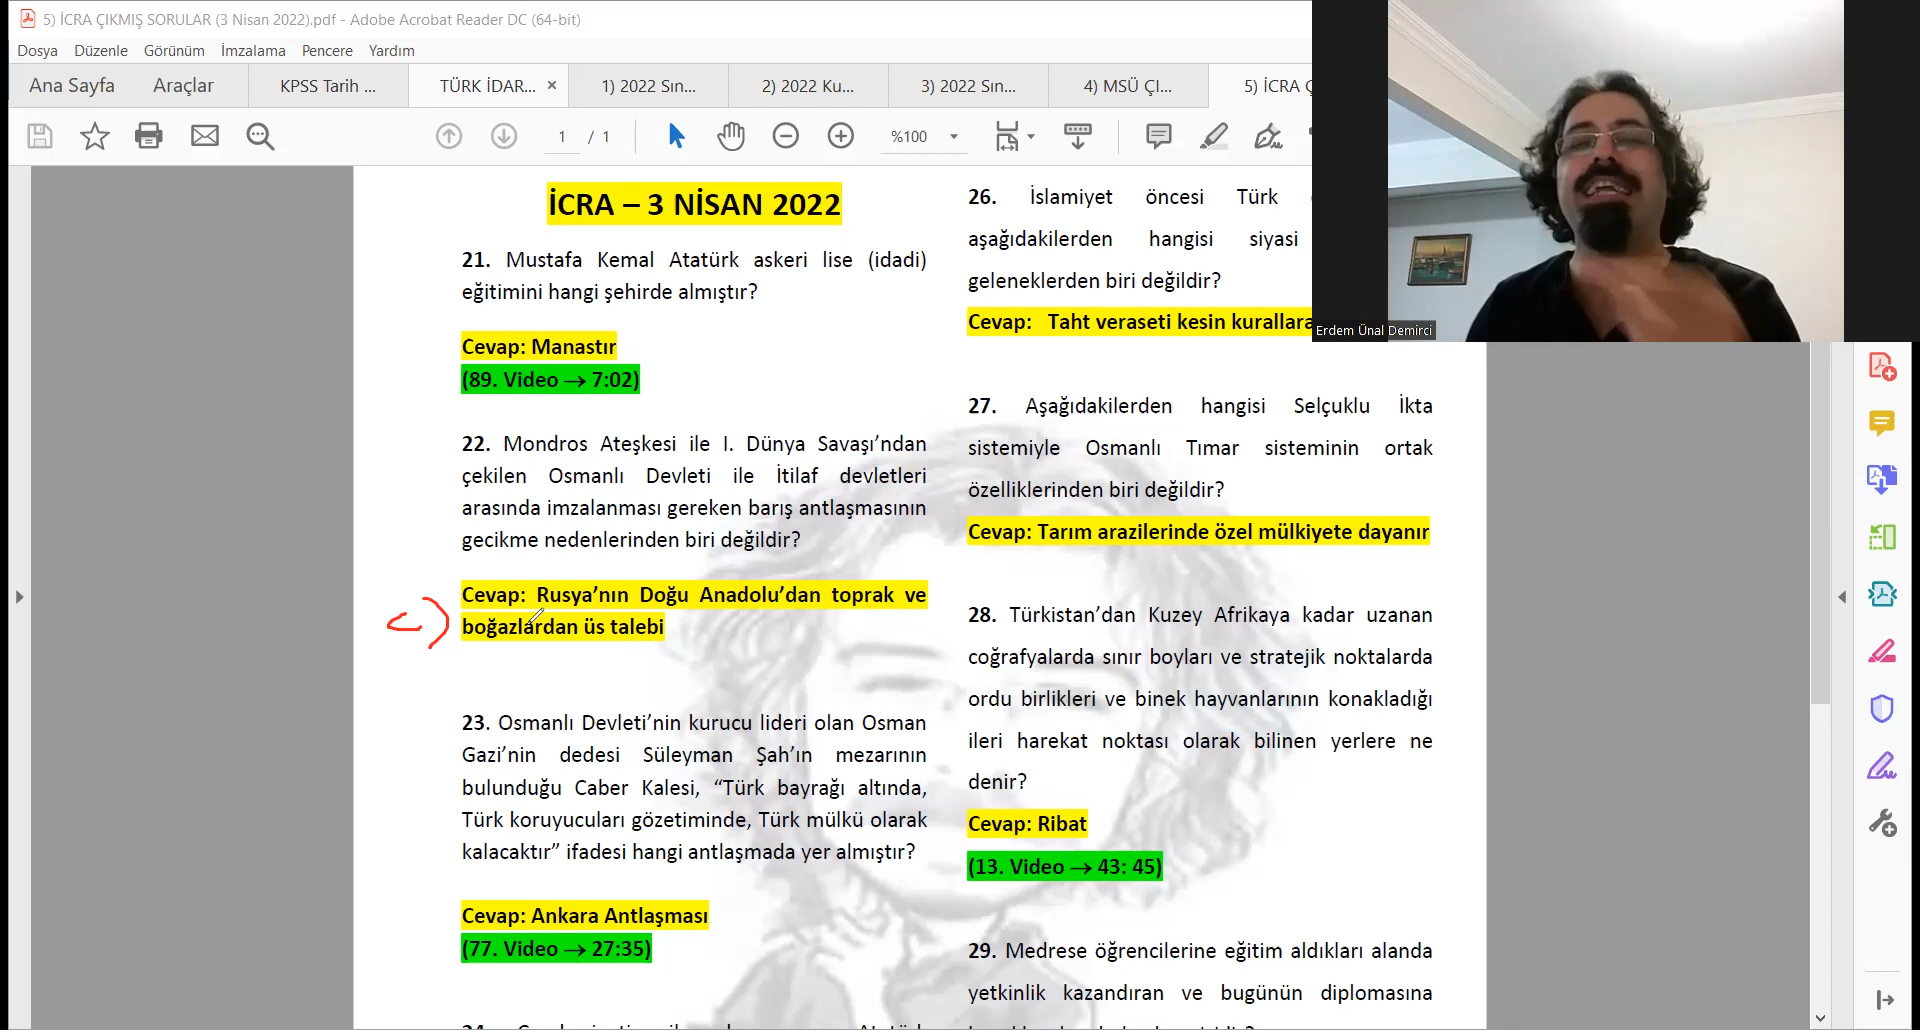 5) İCRA ÇIKMIŞ SORULAR (3 Nisan 2022).pdf - Adobe Acrobat Reader DC (64-bit)
Dosya Düzenle Görünüm İmzalama Pencere Yardım
Ana Sayfa Araçlar KPSS Tarih ... TÜRK İDAR... × 1) 2022 Sın... 2) 2022 Ku... 3) 2022 Sın... 4) MSÜ ÇI... 5) İCRA Ç
1 / 1 %100
İCRA – 3 NİSAN 2022
21. Mustafa Kemal Atatürk askeri lise (idadi)
eğitimini hangi şehirde almıştır?
Cevap: Manastır
(89. Video → 7:02)
22. Mondros Ateşkesi ile I. Dünya Savaşı’ndan
çekilen Osmanlı Devleti ile İtilaf devletleri
arasında imzalanması gereken barış antlaşmasının
gecikme nedenlerinden biri değildir?
Cevap: Rusya’nın Doğu Anadolu’dan toprak ve
boğazlardan üs talebi
23. Osmanlı Devleti’nin kurucu lideri olan Osman
Gazi’nin dedesi Süleyman Şah’ın mezarının
bulunduğu Caber Kalesi, “Türk bayrağı altında,
Türk koruyucuları gözetiminde, Türk mülkü olarak
kalacaktır” ifadesi hangi antlaşmada yer almıştır?
Cevap: Ankara Antlaşması
(77. Video → 27:35)
26. İslamiyet öncesi Türk
aşağıdakilerden hangisi siyasi
geleneklerden biri değildir?
Cevap: Taht veraseti kesin kurallara
27. Aşağıdakilerden hangisi Selçuklu İkta
sistemiyle Osmanlı Tımar sisteminin ortak
özelliklerinden biri değildir?
Cevap: Tarım arazilerinde özel mülkiyete dayanır
28. Türkistan’dan Kuzey Afrikaya kadar uzanan
coğrafyalarda sınır boyları ve stratejik noktalarda
ordu birlikleri ve binek hayvanlarının konakladığı
ileri harekat noktası olarak bilinen yerlere ne
denir?
Cevap: Ribat
(13. Video → 43: 45)
29. Medrese öğrencilerine eğitim aldıkları alanda
yetkinlik kazandıran ve bugünün diplomasına
Erdem Ünal Demirci